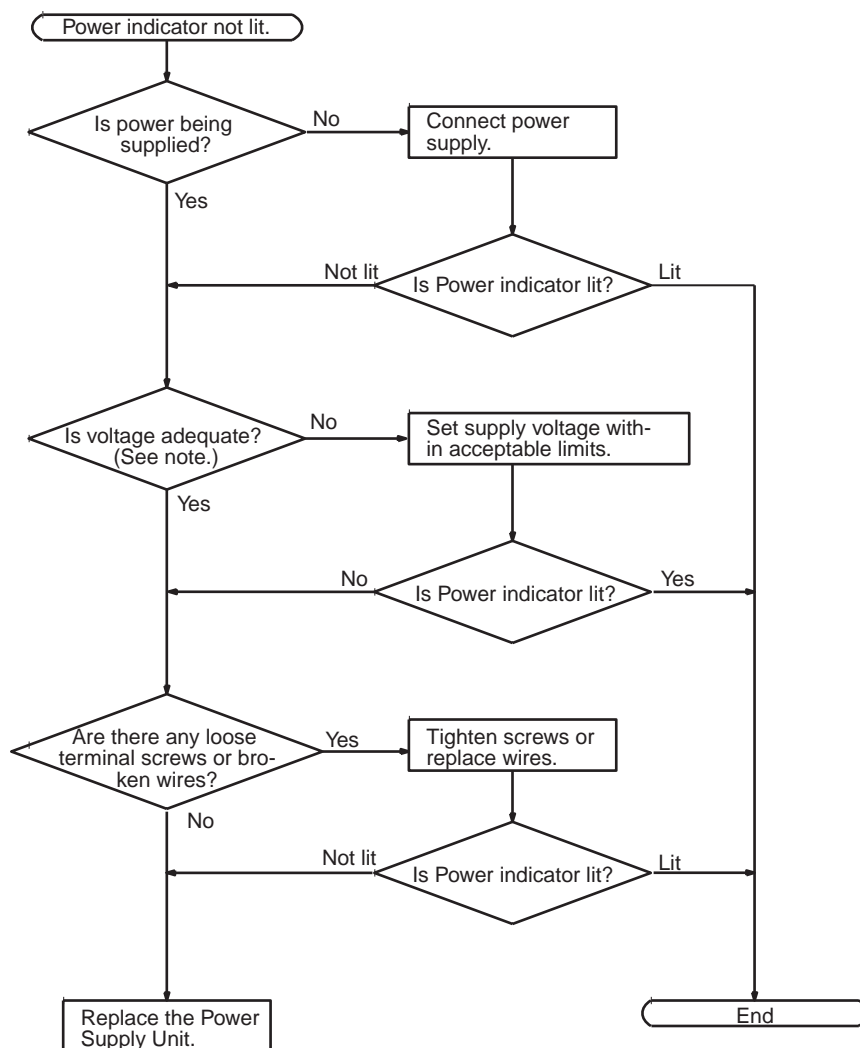 Power indicator not lit.
Is power being
supplied?
No
Connect power
supply.
Yes
Not lit
Is Power indicator lit?
Lit
Is voltage adequate?
(See note.)
No
Set supply voltage with-
in acceptable limits.
Yes
No
Is Power indicator lit?
Yes
Are there any loose
terminal screws or bro-
ken wires?
Yes
Tighten screws or
replace wires.
No
Not lit
Is Power indicator lit?
Lit
Replace the Power
Supply Unit.
End